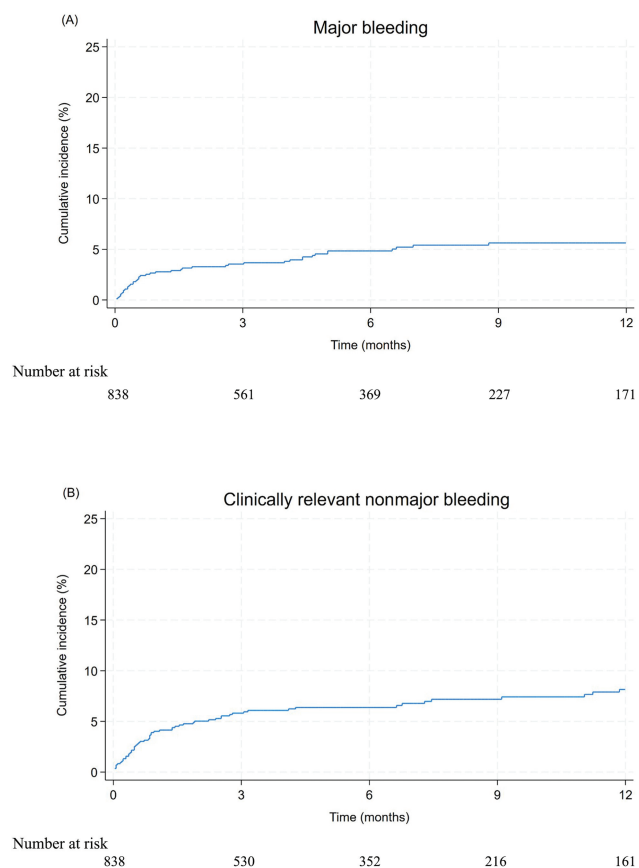 (A)
Major bleeding
25
20
15
10
5
0
Cumulative incidence (%)
0 3 6 9 12
Time (months)
Number at risk
838 561 369 227 171
(B)
Clinically relevant nonmajor bleeding
25
20
15
10
5
0
Cumulative incidence (%)
0 3 6 9 12
Time (months)
Number at risk
838 530 352 216 161